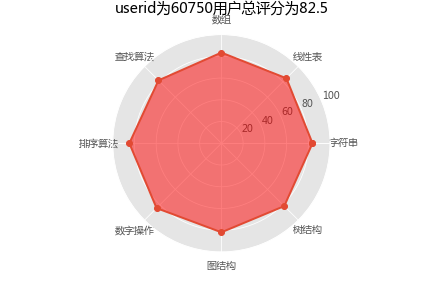 userid为60750用户总评分为82.5
数组
查找算法
线性表
100
80
60
40
20
排序算法
字符串
数字操作
树结构
图结构